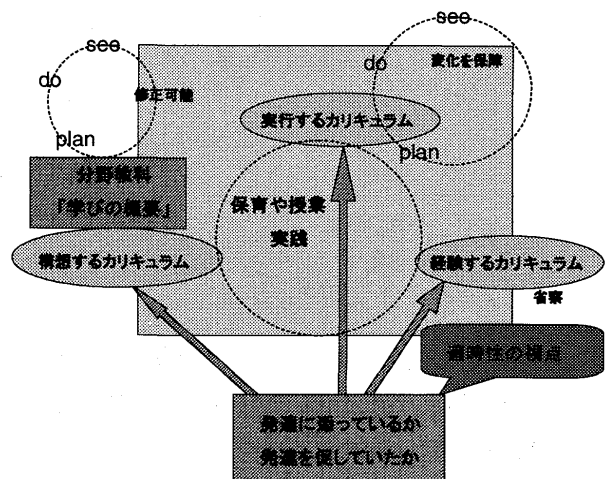 see
do
plan
修正可能
see
do
plan
変化を保障
実行するカリキュラム
分野教科
「学びの概要」
保育や授業
実践
構想するカリキュラム
経験するカリキュラム
省察
適時性の視点
発達に添っているか
発達を促していたか